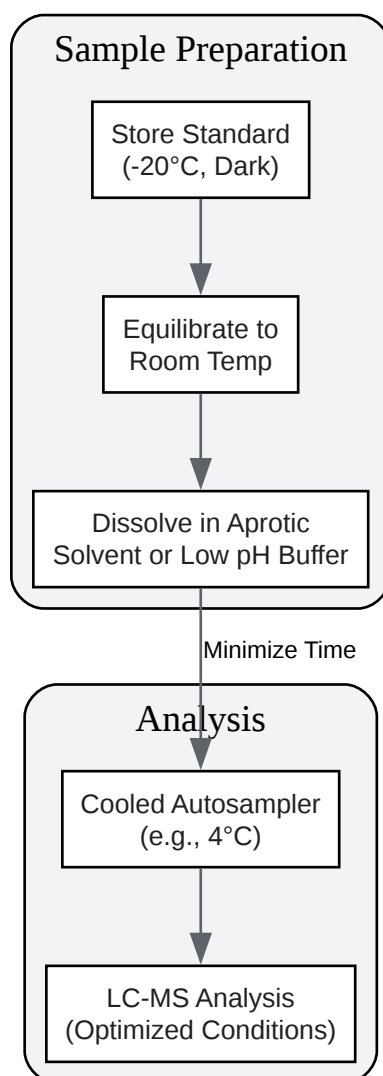 Sample Preparation
Store Standard
(-20°C, Dark)
Equilibrate to
Room Temp
Dissolve in Aprotic
Solvent or Low pH Buffer
Minimize Time
Analysis
Cooled Autosampler
(e.g., 4°C)
LC-MS Analysis
(Optimized Conditions)